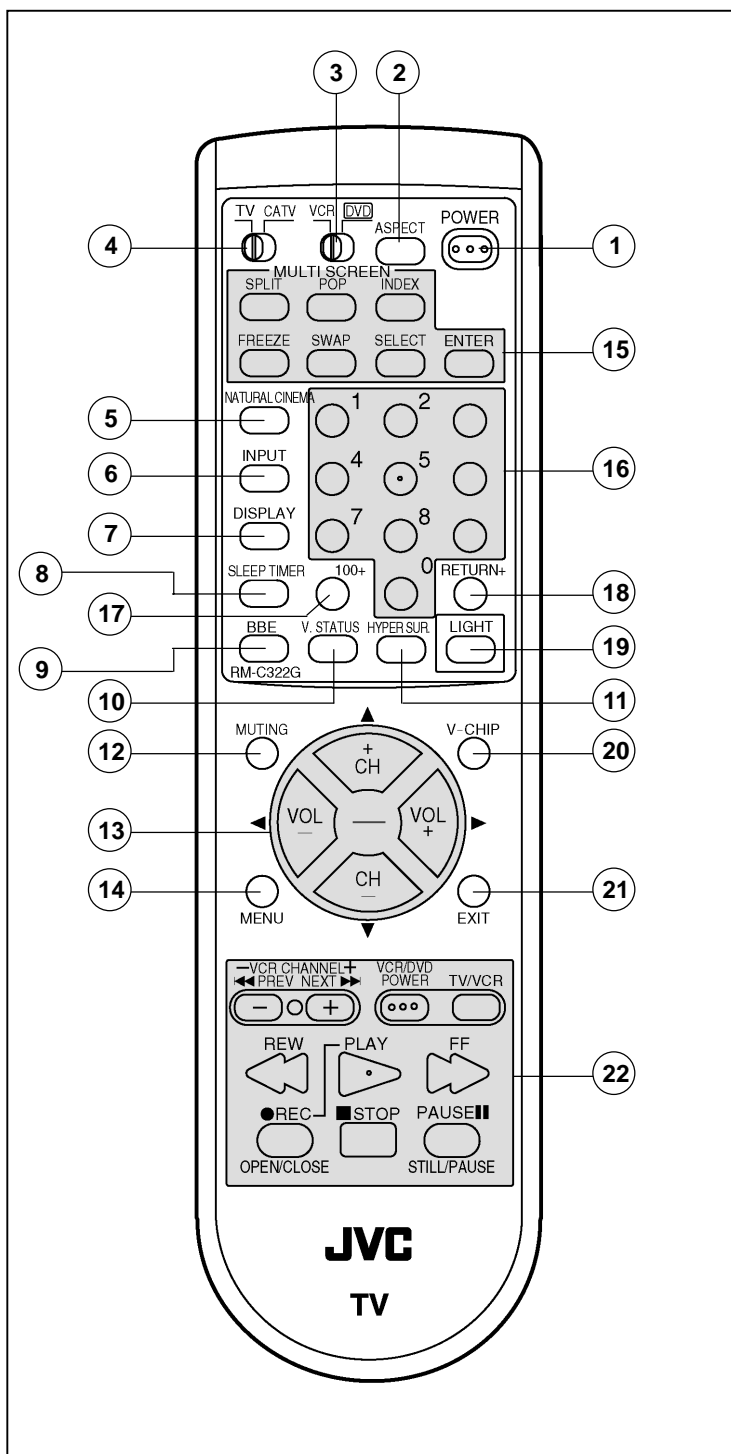 3 2
TV CATV VCR DVD ASPECT POWER
4 1
MULTI SCREEN
SPLIT POP INDEX
FREEZE SWAP SELECT ENTER
15
NATURAL CINEMA 1 2
5
INPUT 4 5
6 16
DISPLAY 7 8
7
8 SLEEP TIMER 100+ 0 RETURN+
17 18
BBE V. STATUS HYPER SUR. LIGHT
9 19
RM-C322G
10 11
MUTING V-CHIP
12 + CH 20
13 VOL – VOL +
14 CH – 21
MENU EXIT
–VCR CHANNEL+ VCR/DVD
◀◀ PREV NEXT ▶▶ POWER TV/VCR
– +
REW PLAY FF
22
●REC ■STOP PAUSE▮▮
OPEN/CLOSE STILL/PAUSE
JVC
TV